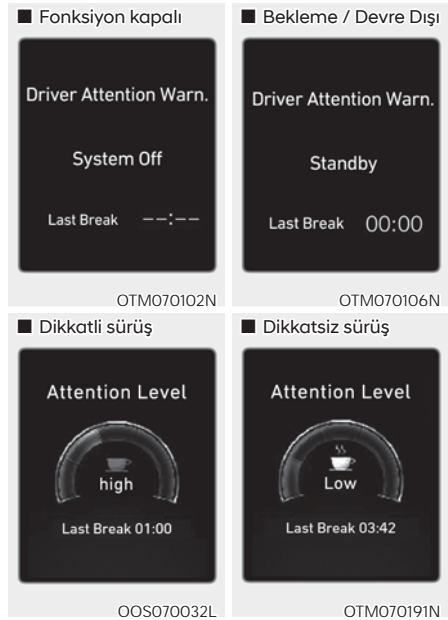 ■ Fonksiyon kapalı
Driver Attention Warn.
System Off
Last Break --:--
OTM070102N
■ Bekleme / Devre Dışı
Driver Attention Warn.
Standby
Last Break 00:00
OTM070106N
■ Dikkatli sürüş
Attention Level
high
Last Break 01:00
OOS070032L
■ Dikkatsiz sürüş
Attention Level
Low
Last Break 03:42
OTM070191N